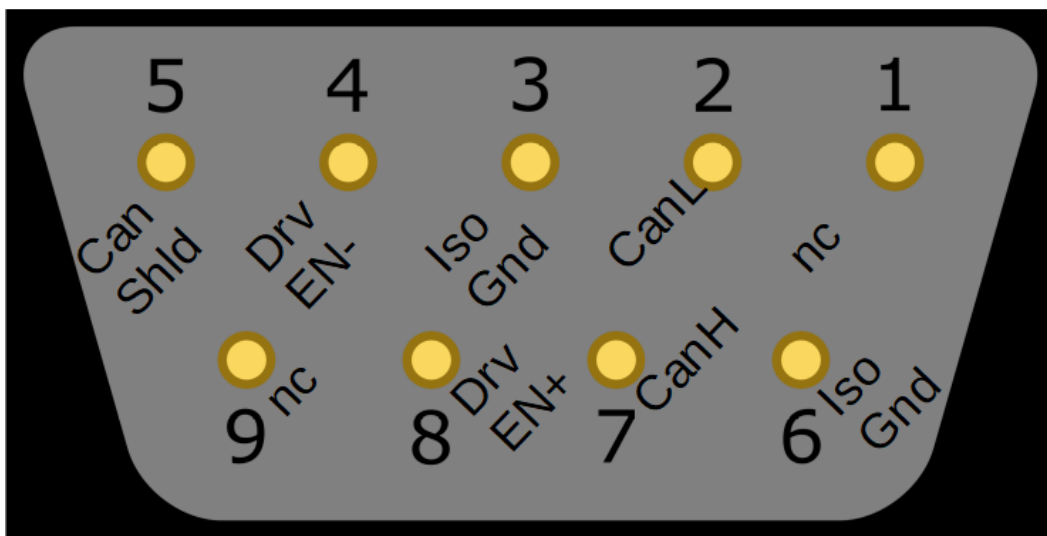 5 4 3 2 1
Can
Shld
Drv
EN-
Iso
Gnd
CanL
nc
nc
Drv
EN+
CanH
Iso
Gnd
9 8 7 6